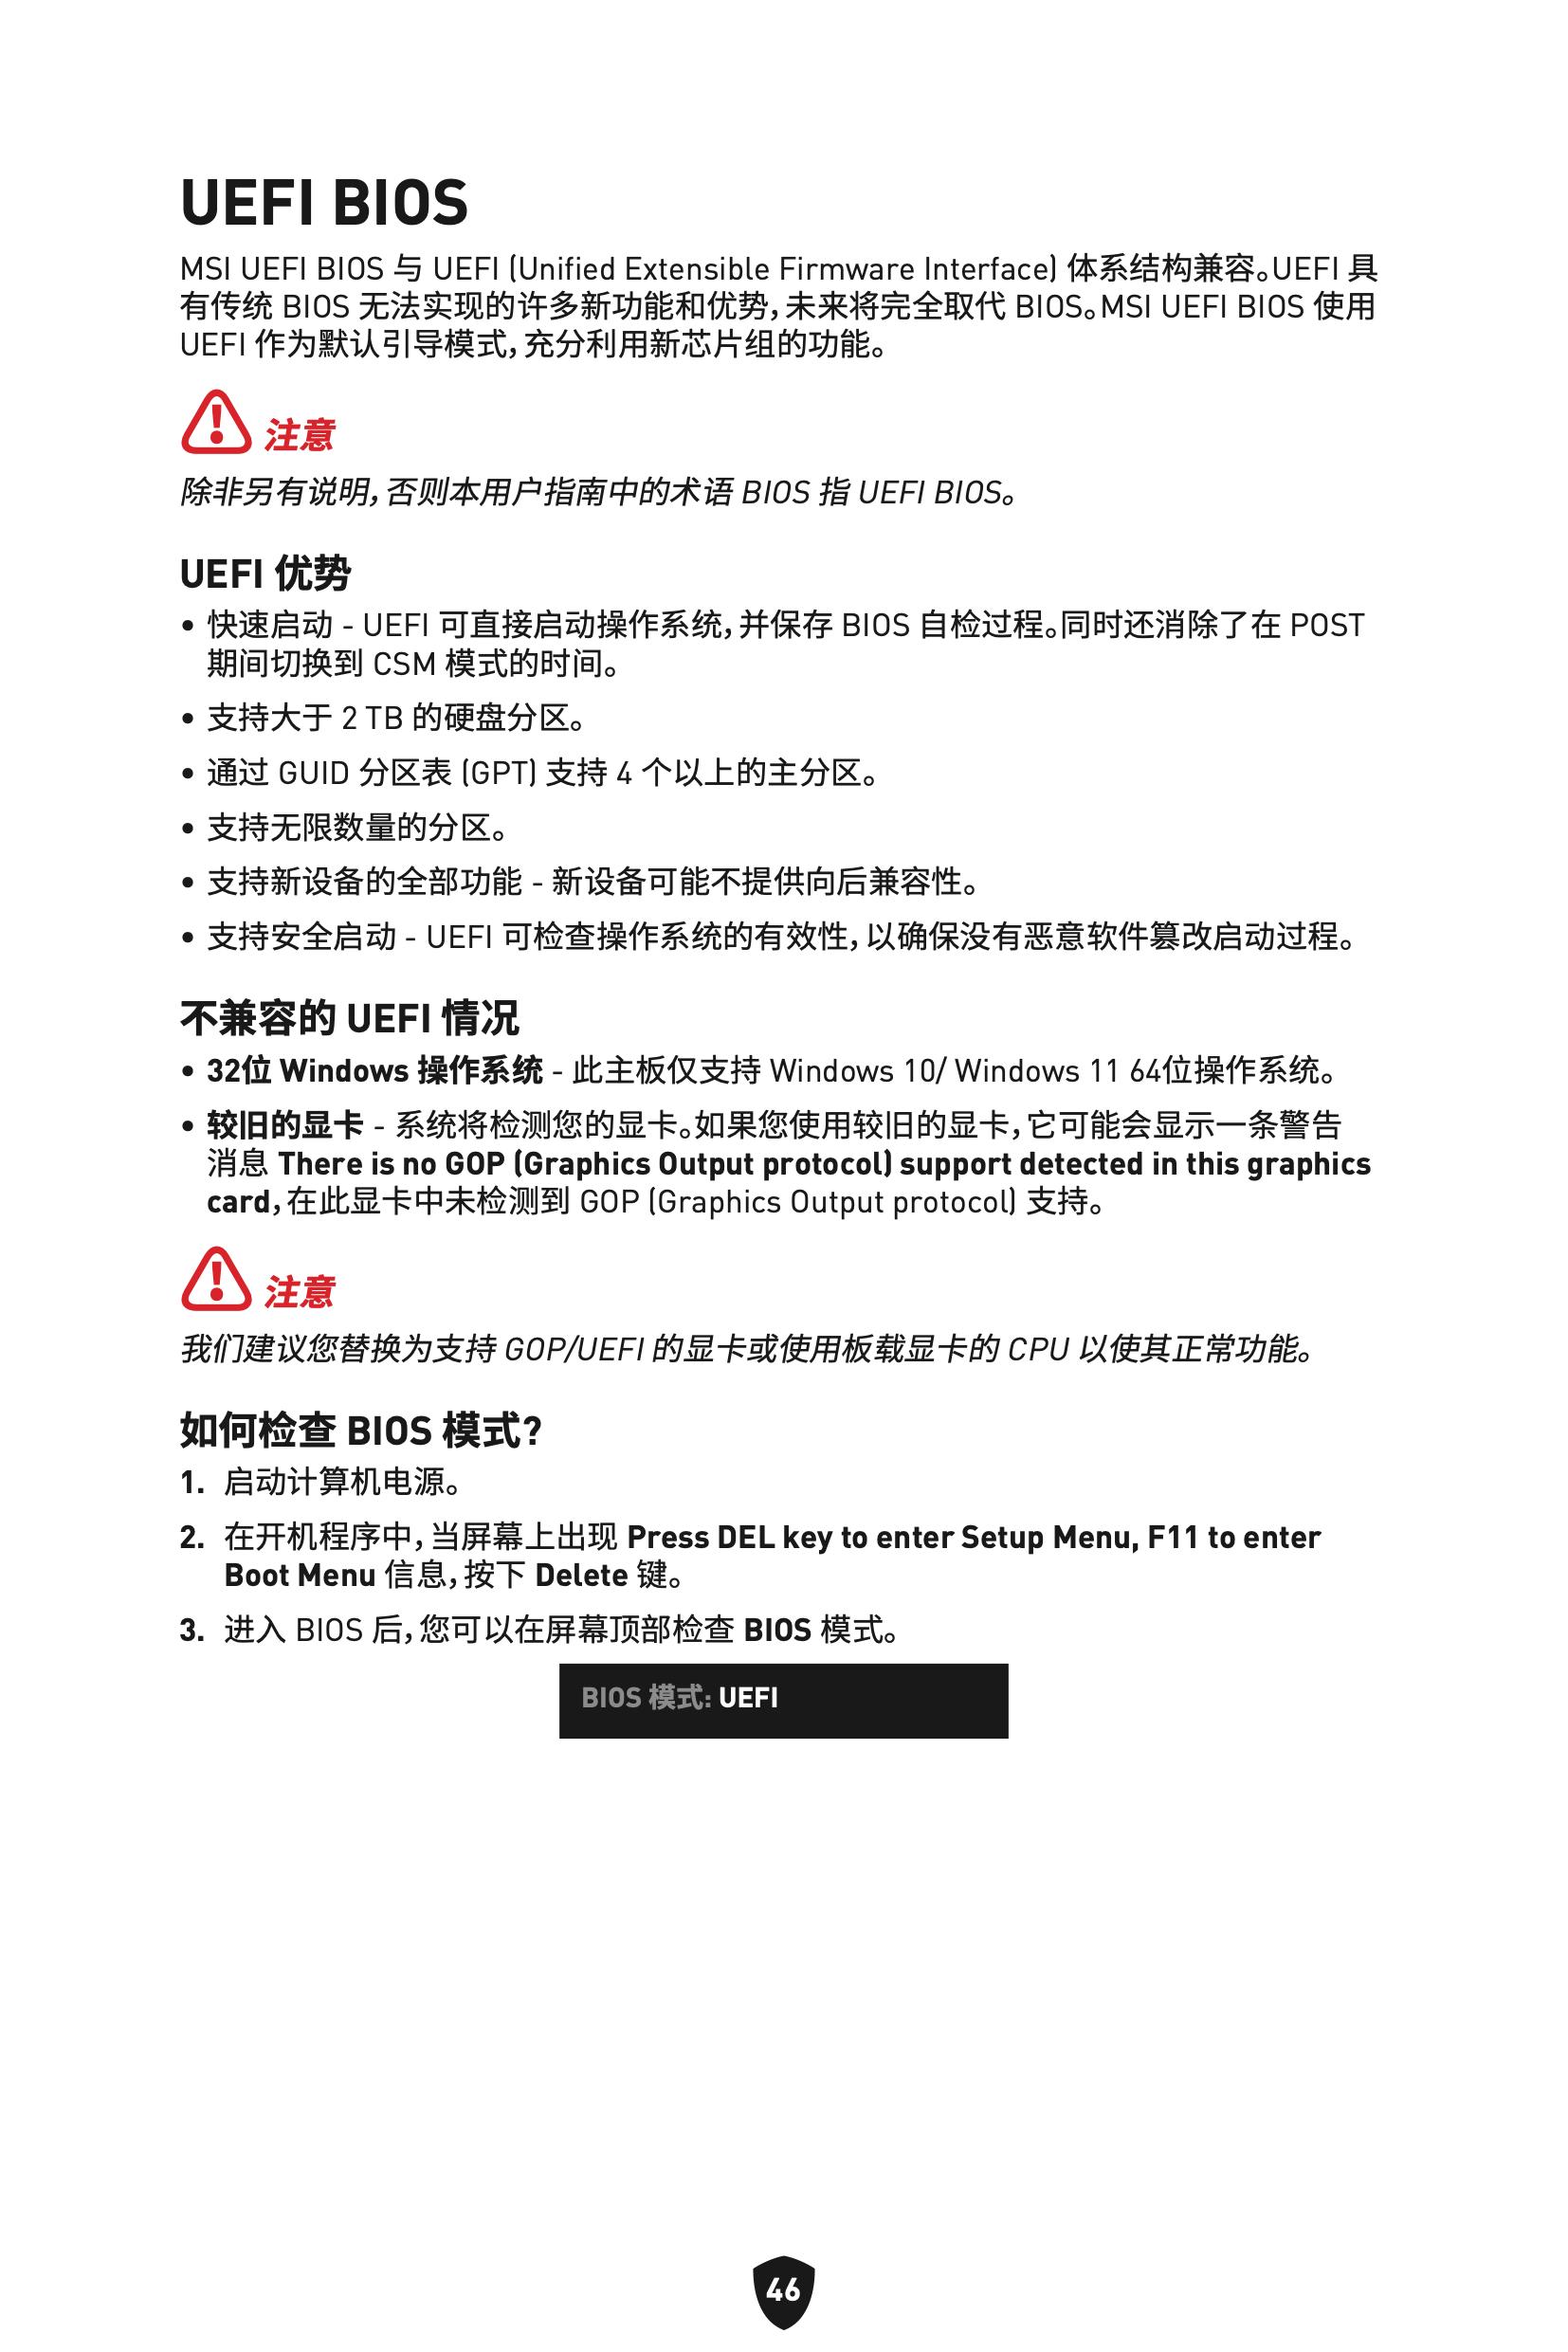 UEFI BIOS
MSI UEFI BIOS 与 UEFI (Unified Extensible Firmware Interface) 体系结构兼容。UEFI 具
有传统 BIOS 无法实现的许多新功能和优势，未来将完全取代 BIOS。MSI UEFI BIOS 使用
UEFI 作为默认引导模式，充分利用新芯片组的功能。
注意
除非另有说明，否则本用户指南中的术语 BIOS 指 UEFI BIOS。
UEFI 优势
• 快速启动 - UEFI 可直接启动操作系统，并保存 BIOS 自检过程。同时还消除了在 POST
期间切换到 CSM 模式的时间。
• 支持大于 2 TB 的硬盘分区。
• 通过 GUID 分区表 (GPT) 支持 4 个以上的主分区。
• 支持无限数量的分区。
• 支持新设备的全部功能 - 新设备可能不提供向后兼容性。
• 支持安全启动 - UEFI 可检查操作系统的有效性，以确保没有恶意软件篡改启动过程。
不兼容的 UEFI 情况
• 32位 Windows 操作系统 - 此主板仅支持 Windows 10/ Windows 11 64位操作系统。
• 较旧的显卡 - 系统将检测您的显卡。如果您使用较旧的显卡，它可能会显示一条警告
消息 There is no GOP (Graphics Output protocol) support detected in this graphics
card，在此显卡中未检测到 GOP (Graphics Output protocol) 支持。
注意
我们建议您替换为支持 GOP/UEFI 的显卡或使用板载显卡的 CPU 以使其正常功能。
如何检查 BIOS 模式？
1. 启动计算机电源。
2. 在开机程序中，当屏幕上出现 Press DEL key to enter Setup Menu, F11 to enter
Boot Menu 信息，按下 Delete 键。
3. 进入 BIOS 后，您可以在屏幕顶部检查 BIOS 模式。
BIOS 模式: UEFI
46